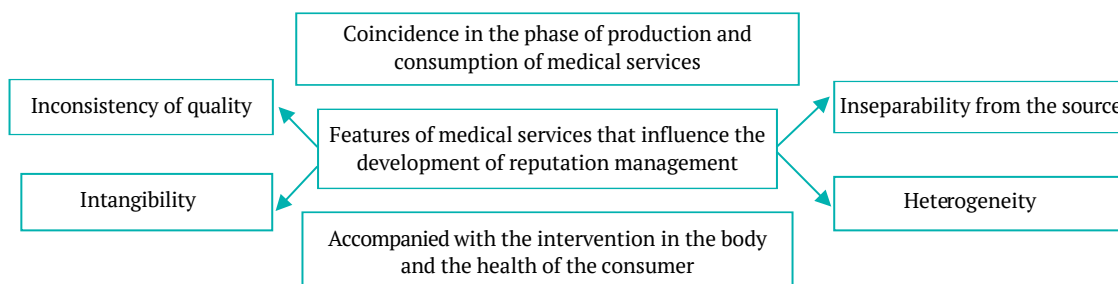 Coincidence in the phase of production and
consumption of medical services
Inconsistency of quality
Inseparability from the source
Features of medical services that influence the
development of reputation management
Intangibility
Heterogeneity
Accompanied with the intervention in the body
and the health of the consumer